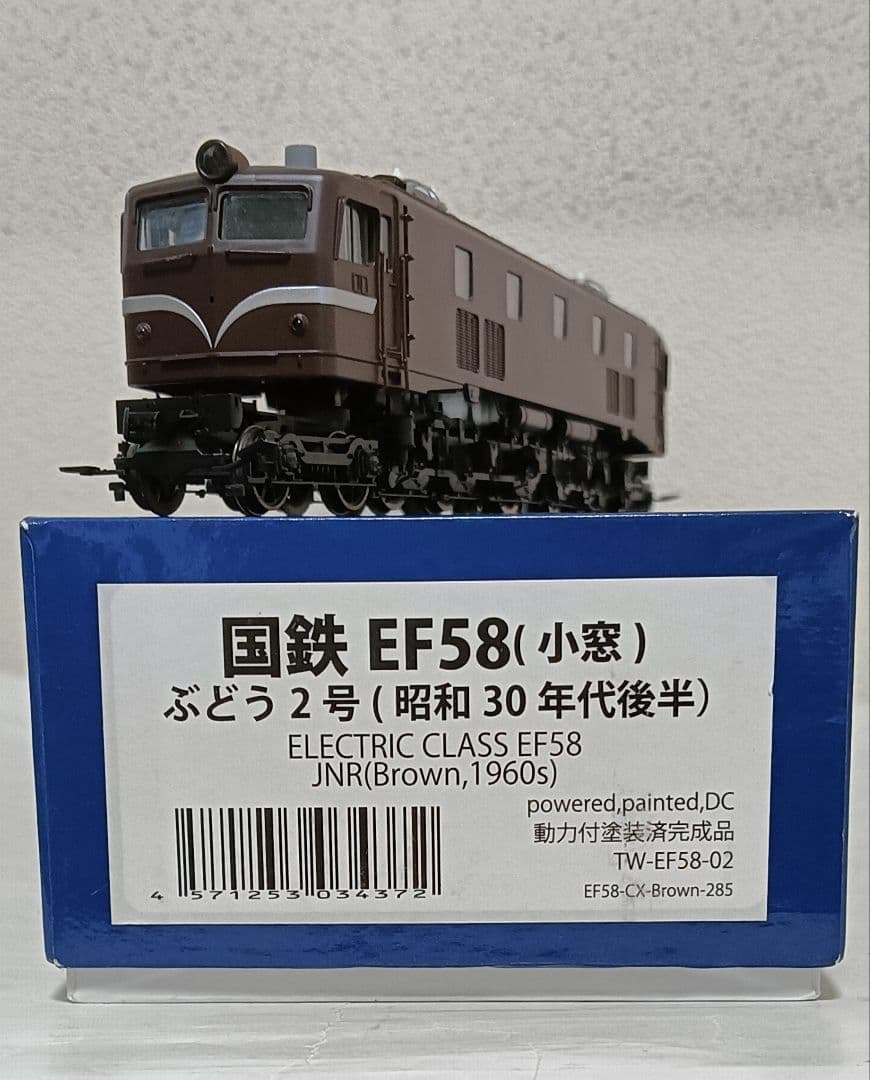 国鉄 EF58(小窓)
ぶどう2号(昭和30年代後半)
ELECTRIC CLASS EF58
JNR(Brown,1960s)
powered,painted,DC
動力付塗装済完成品
TW-EF58-02
EF58-CX-Brown-285
4 571253 034372